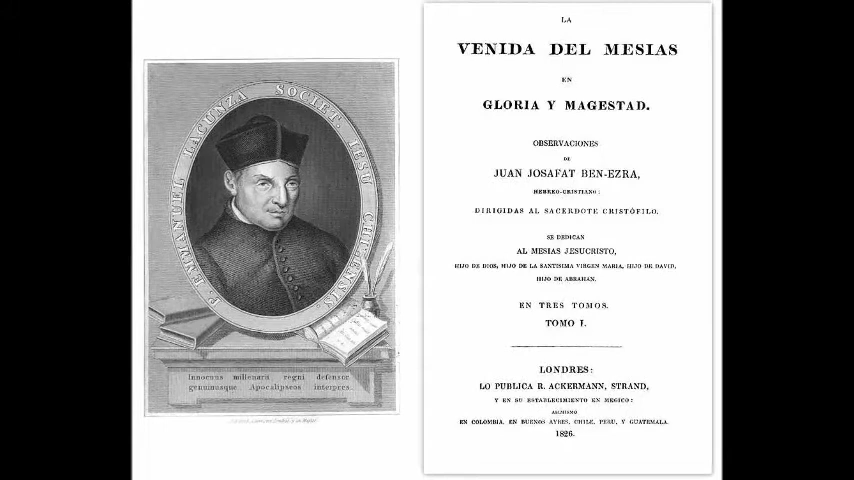 P. EMMANUEL LACUNZA SOCIET. IESU CHILENSIS.
Innocuus millenarii regni defensor
genuinusque Apocalipseos interpres.
LA
VENIDA DEL MESIAS
EN
GLORIA Y MAGESTAD.
OBSERVACIONES
DE
JUAN JOSAFAT BEN-EZRA,
HEBREO-CRISTIANO:
DIRIGIDAS AL SACERDOTE CRISTÓFILO.
SE DEDICAN
AL MESIAS JESUCRISTO,
HIJO DE DIOS, HIJO DE LA SANTISIMA VIRGEN MARIA, HIJO DE DAVID,
HIJO DE ABRAHAN.
EN TRES TOMOS.
TOMO I.
LONDRES:
LO PUBLICA R. ACKERMANN, STRAND,
Y EN SU ESTABLECIMIENTO EN MEGICO:
ASIMISMO
EN COLOMBIA, EN BUENOS AYRES, CHILE, PERU, Y GUATEMALA.
1826.